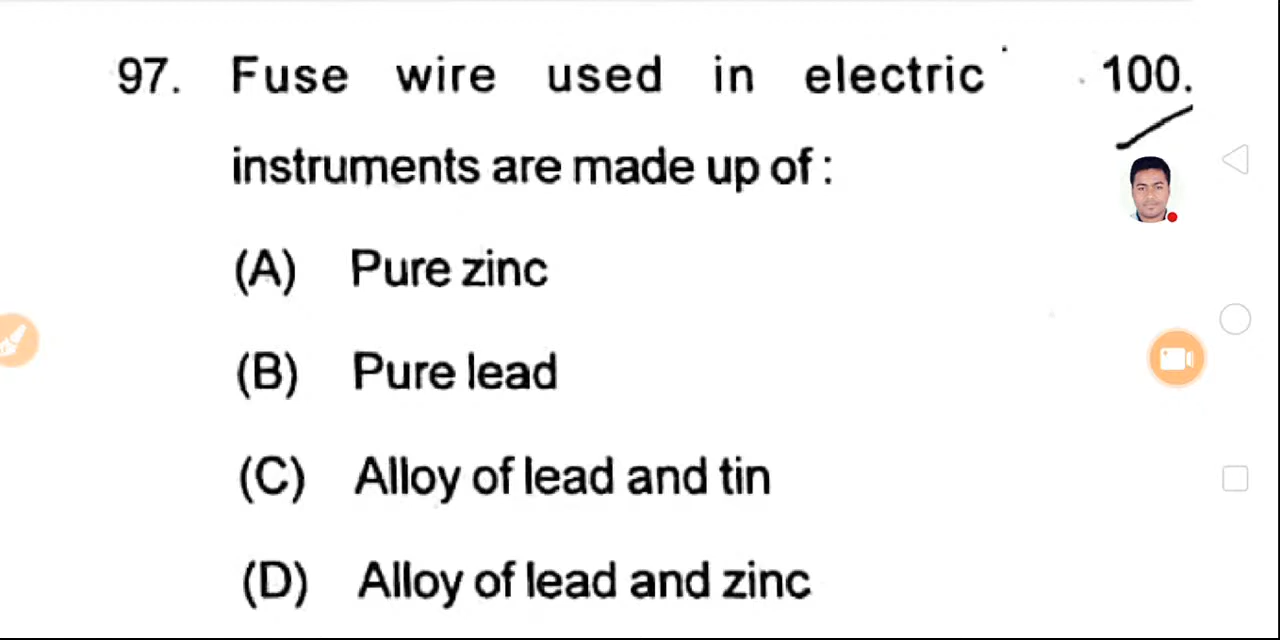 97. Fuse wire used in electric 100.
instruments are made up of :
(A) Pure zinc
(B) Pure lead
(C) Alloy of lead and tin
(D) Alloy of lead and zinc